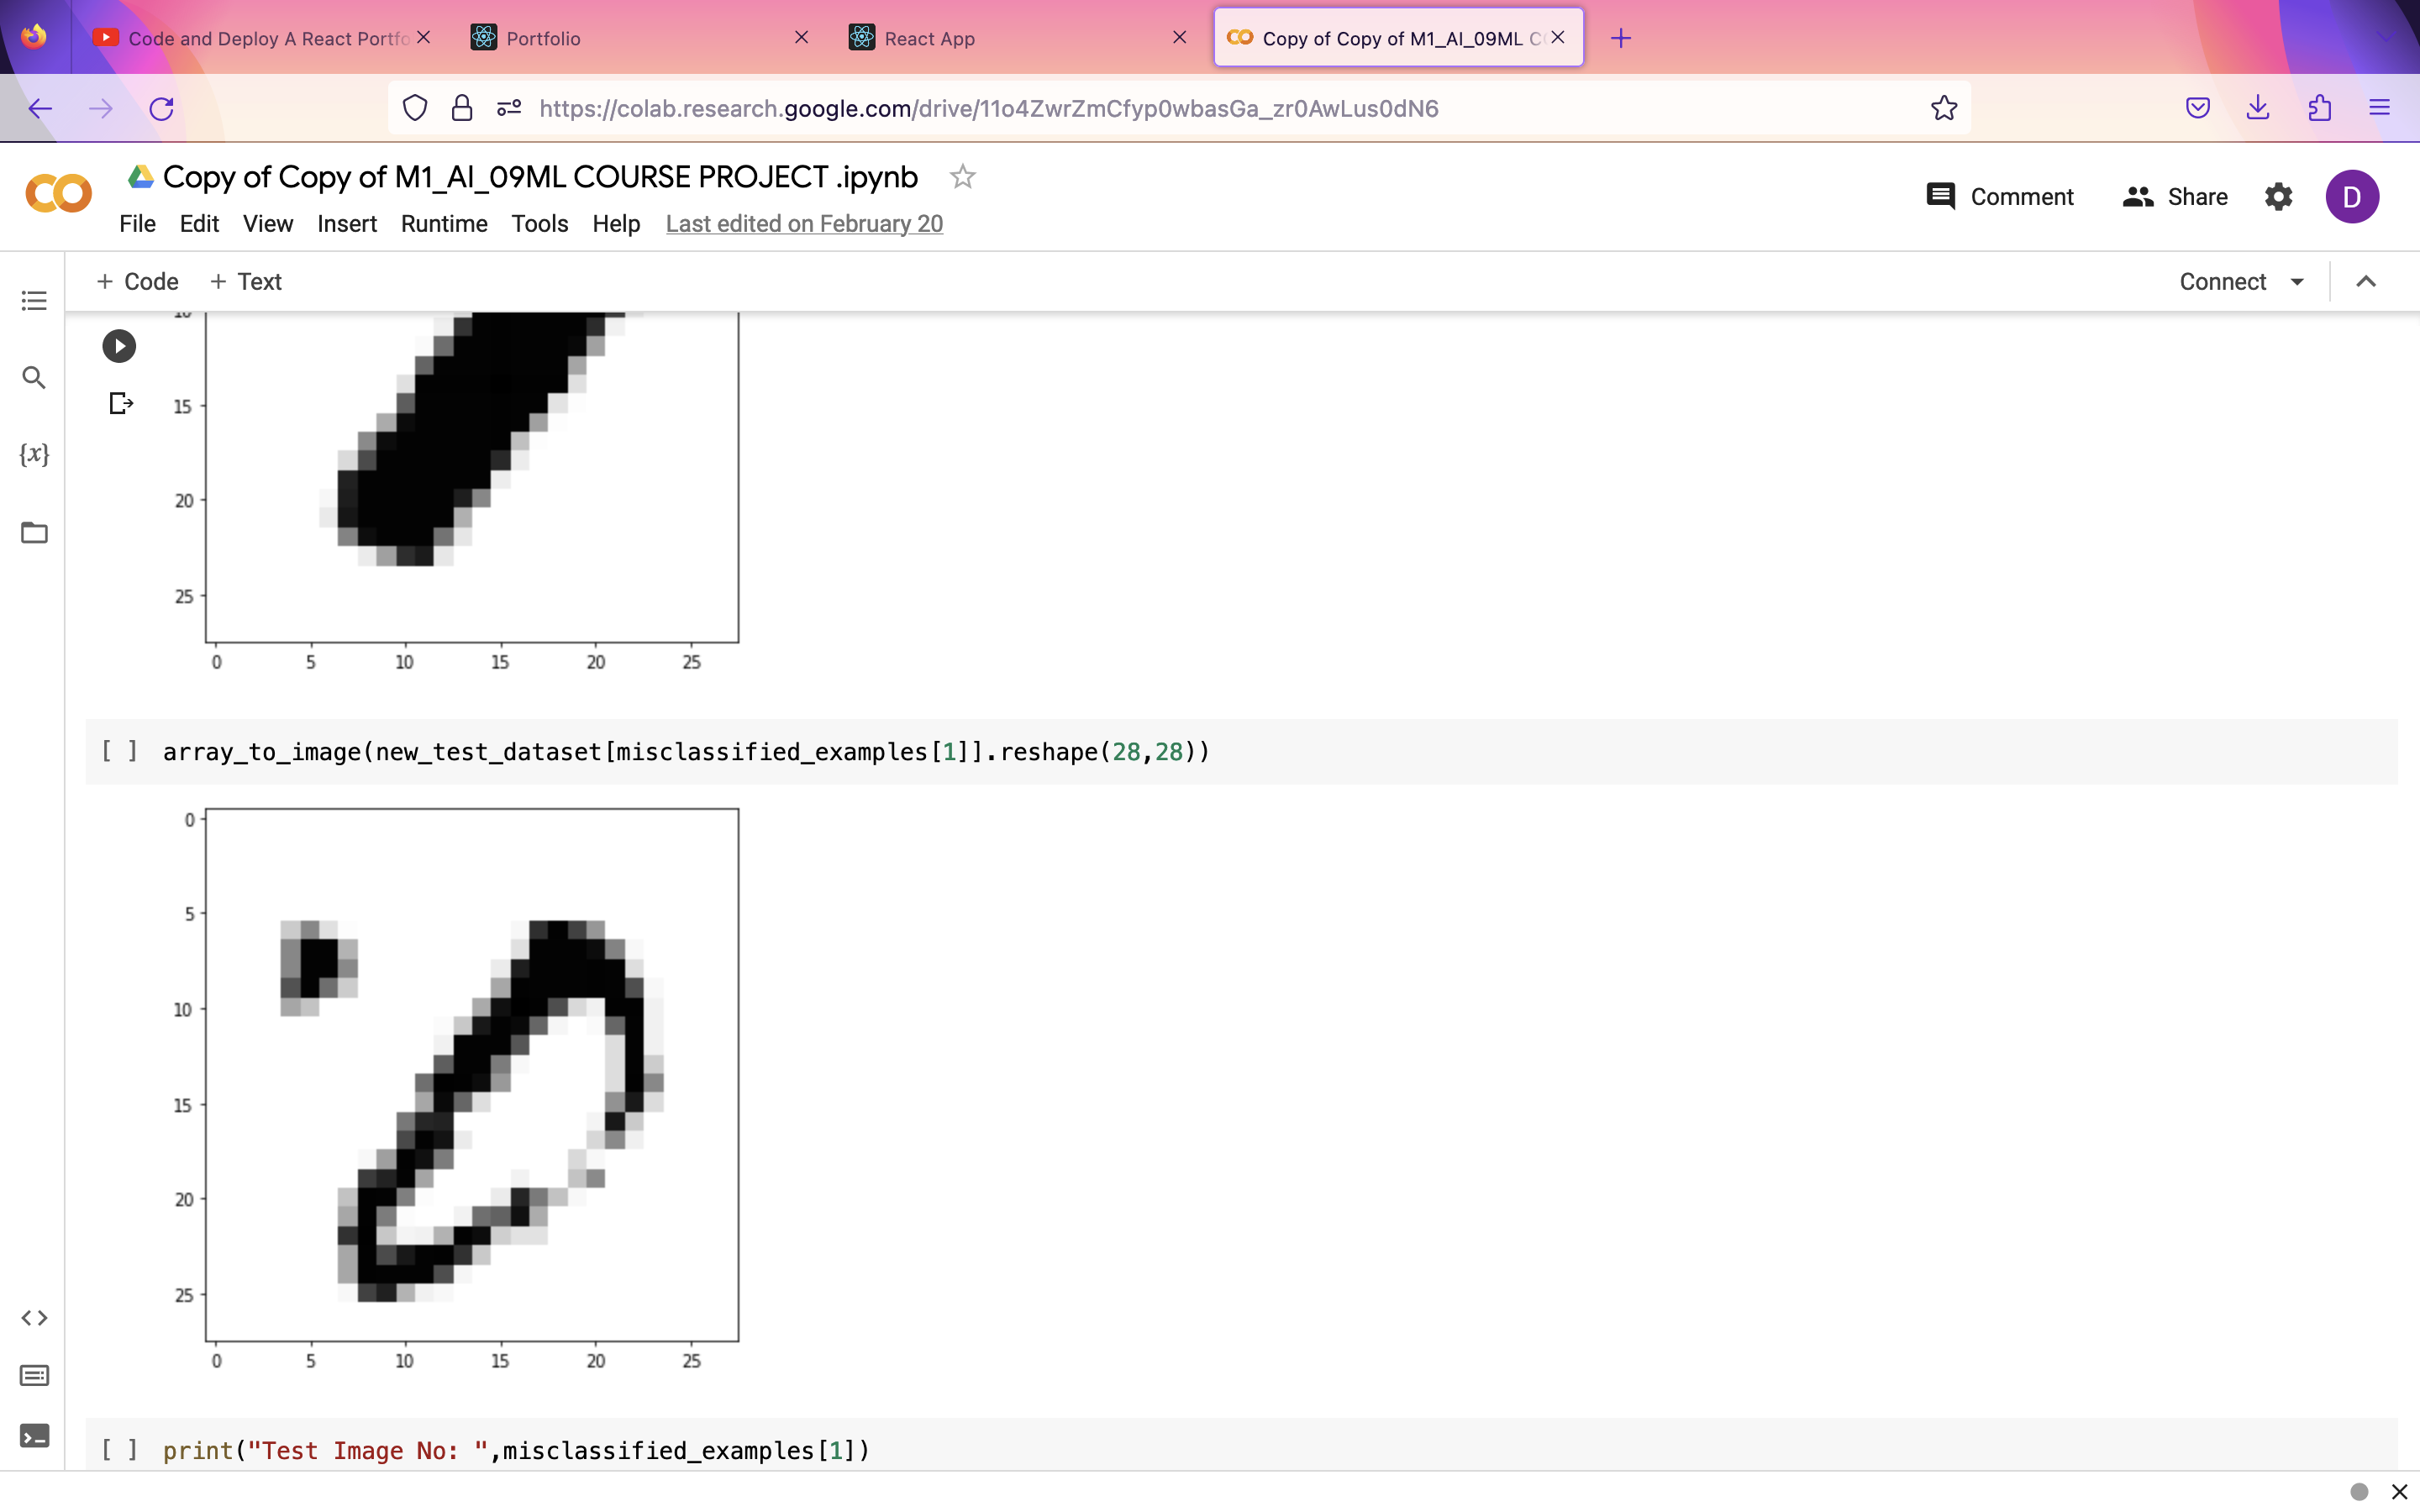 Code and Deploy A React Portfo
Portfolio
React App
Copy of Copy of M1_AI_09ML C
https://colab.research.google.com/drive/11o4ZwrZmCfyp0wbasGa_zr0AwLus0dN6
Copy of Copy of M1_AI_09ML COURSE PROJECT .ipynb
File Edit View Insert Runtime Tools Help Last edited on February 20
Comment Share D
+ Code + Text
Connect
{x}
10
15
20
25
0 5 10 15 20 25
[ ] array_to_image(new_test_dataset[misclassified_examples[1]].reshape(28,28))
0
5
10
15
20
25
0 5 10 15 20 25
[ ] print("Test Image No: ",misclassified_examples[1])